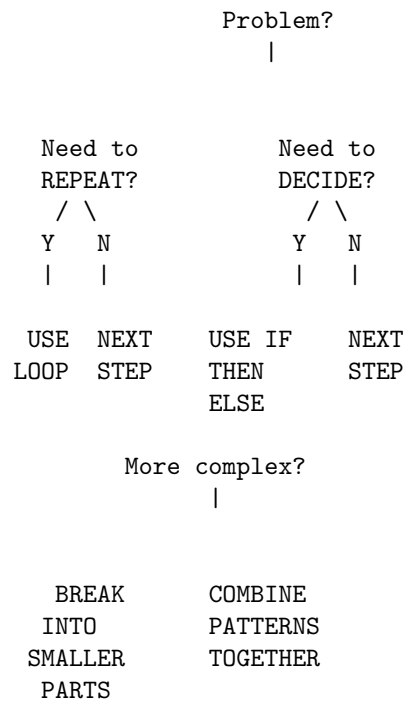 Problem?
|
Need to Need to
REPEAT? DECIDE?
/ \ / \
Y N Y N
| | | |
USE NEXT USE IF NEXT
LOOP STEP THEN STEP
ELSE
More complex?
|
BREAK COMBINE
INTO PATTERNS
SMALLER TOGETHER
PARTS